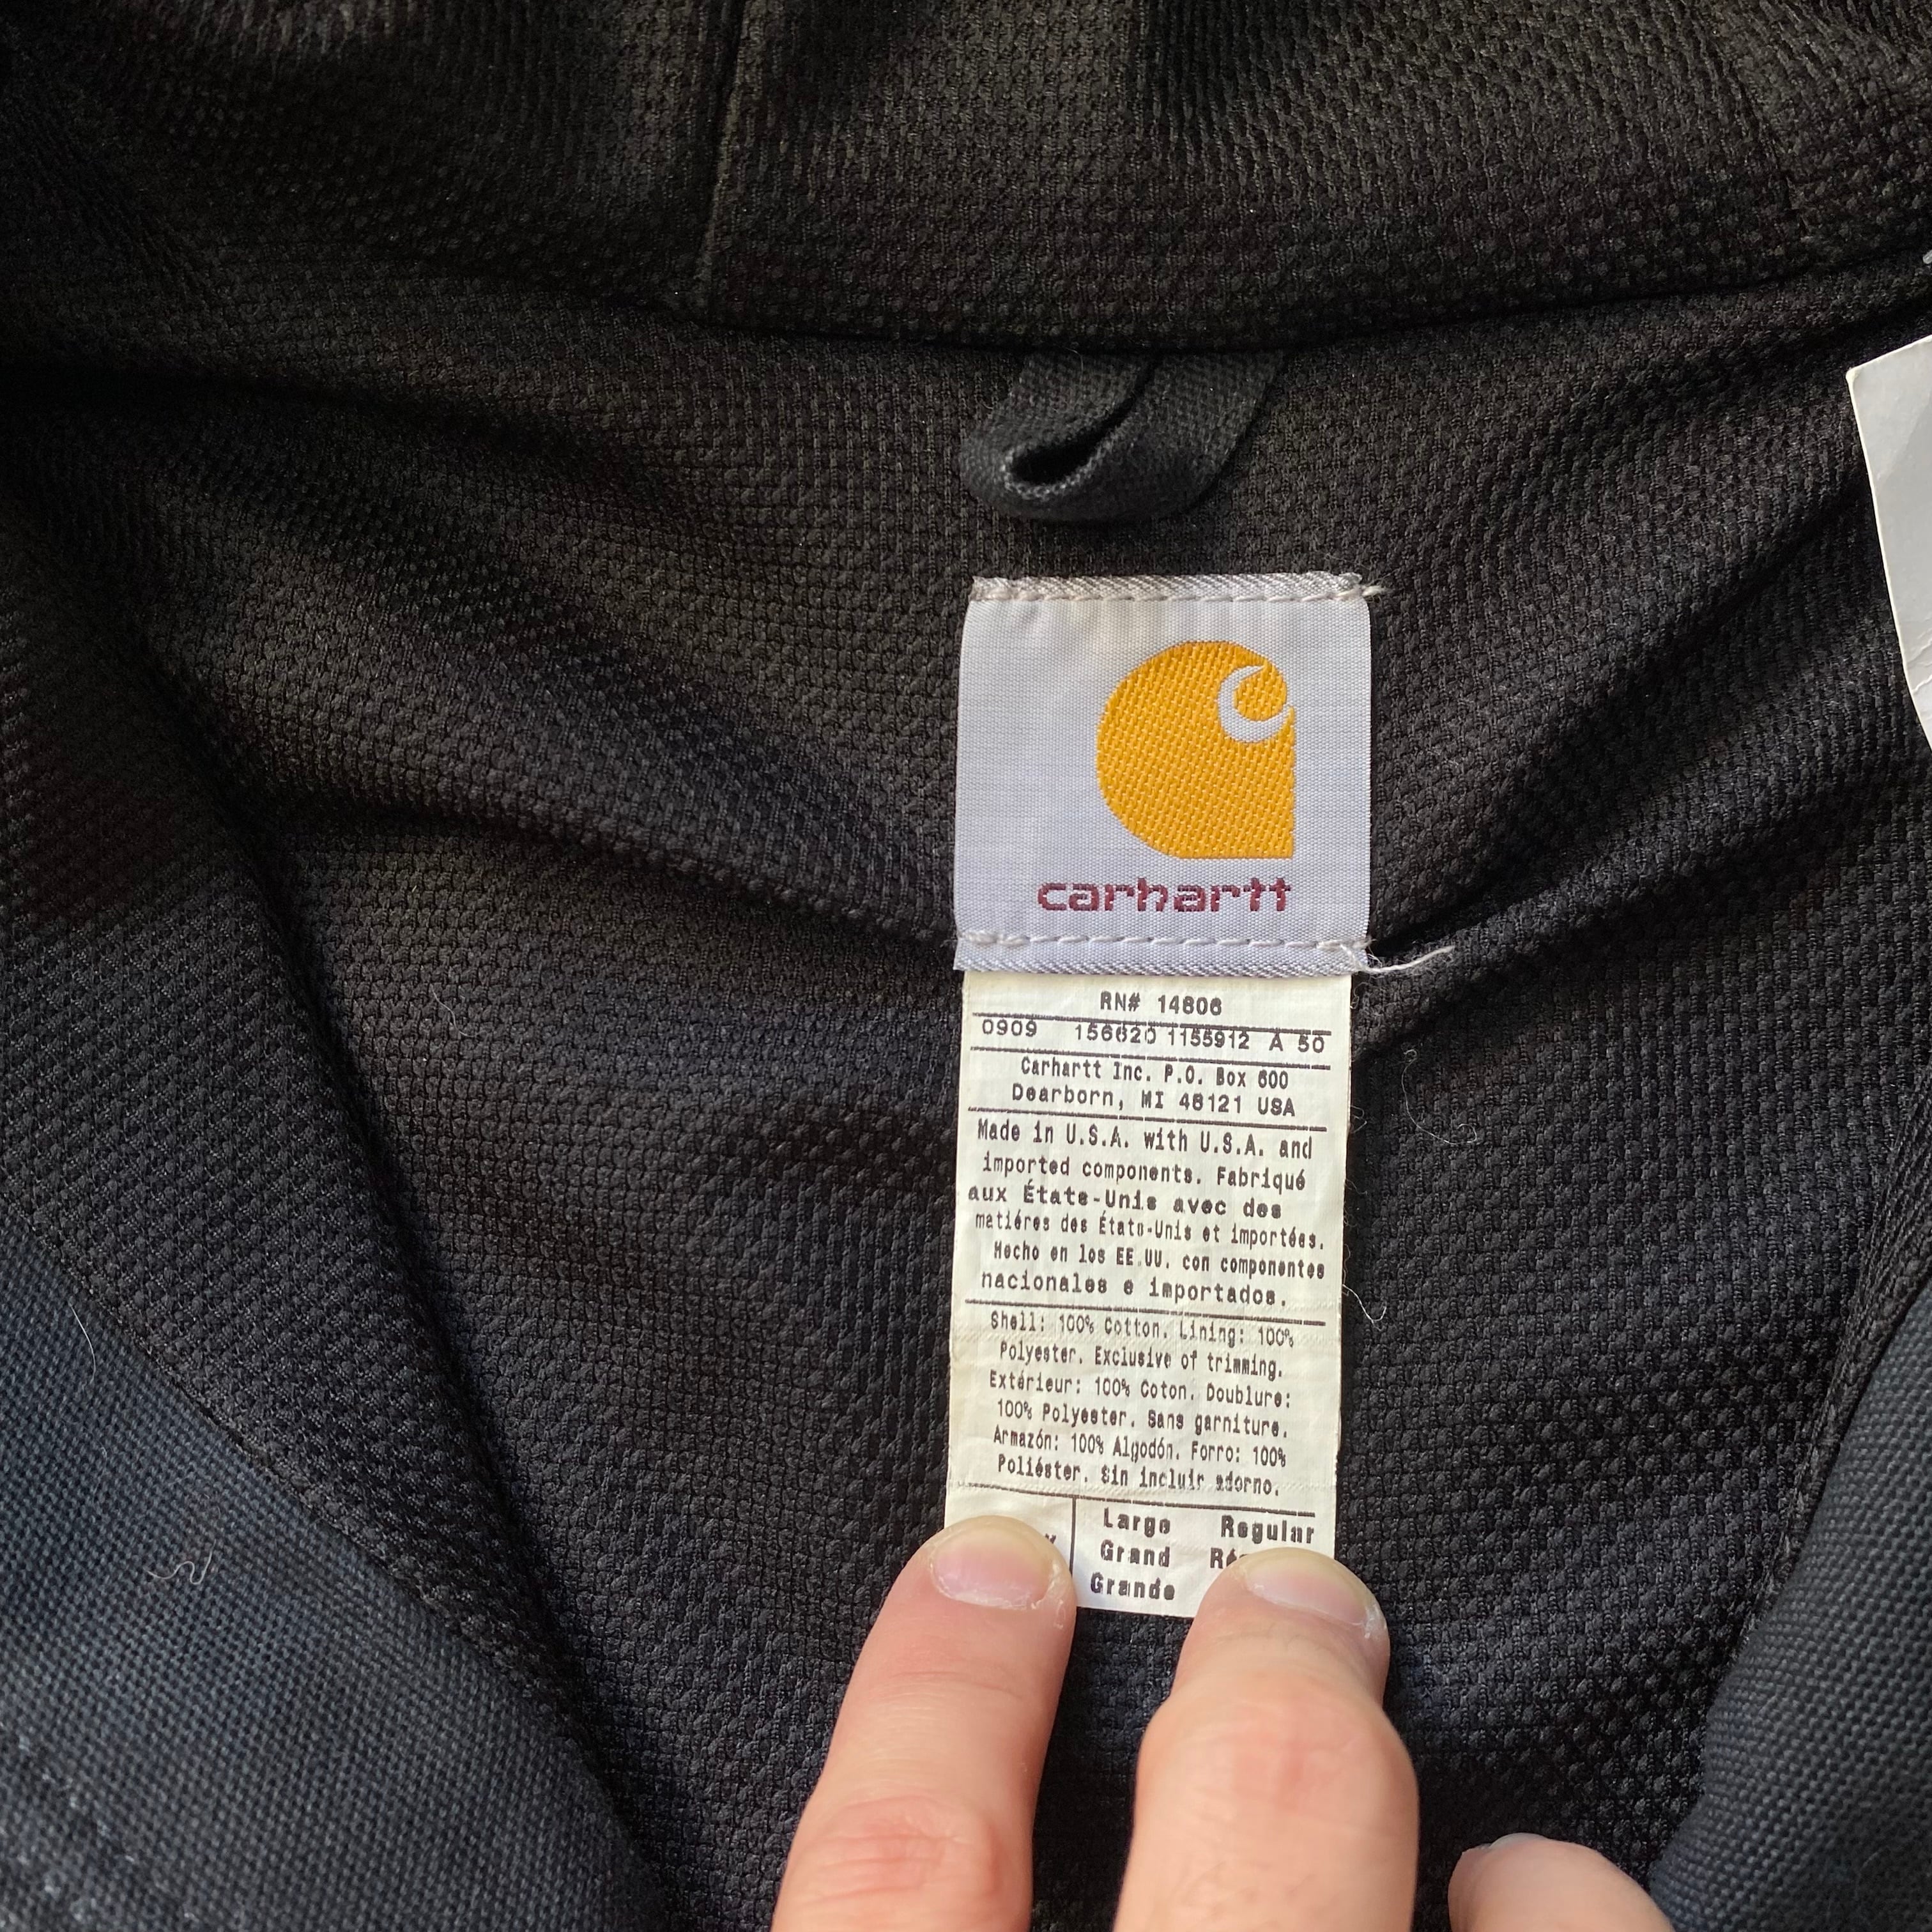 carhartt
RN# 14806
0909 156620 1155912 A 50
Carhartt Inc. P.O. Box 600
Dearborn, MI 48121 USA
Made in U.S.A. with U.S.A. and
imported components. Fabriqué
aux États-Unis avec des
matiéres des États-Unis et importées.
Hecho en los EE.UU. con componentes
nacionales e importados.
Shell: 100% Cotton. Lining: 100%
Polyester. Exclusive of trimming.
Extérieur: 100% Coton. Doublure:
100% Polyester. Sans garniture.
Armazón: 100% Algodón. Forro: 100%
Poliéster. Sin incluir adorno.
Large Regular
Grand
Grande